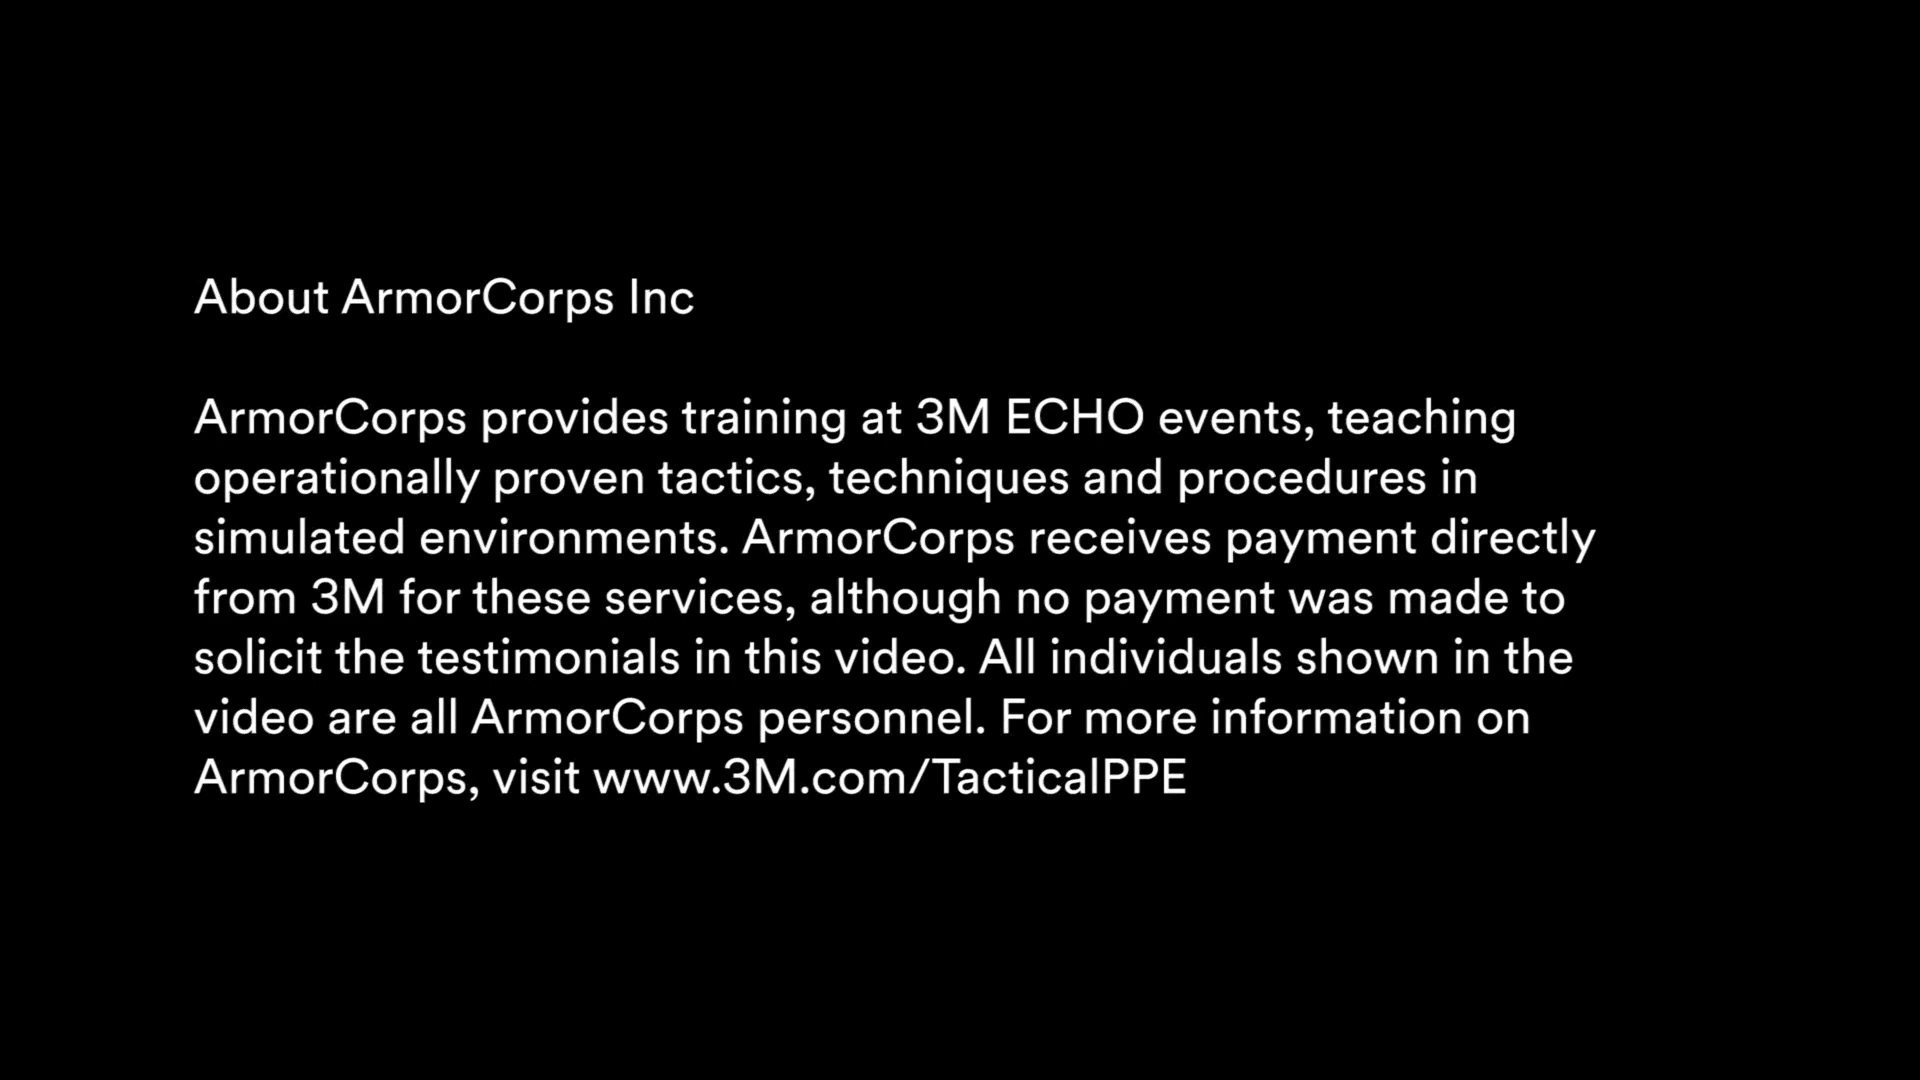 About ArmorCorps Inc
ArmorCorps provides training at 3M ECHO events, teaching
operationally proven tactics, techniques and procedures in
simulated environments. ArmorCorps receives payment directly
from 3M for these services, although no payment was made to
solicit the testimonials in this video. All individuals shown in the
video are all ArmorCorps personnel. For more information on
ArmorCorps, visit www.3M.com/TacticalPPE